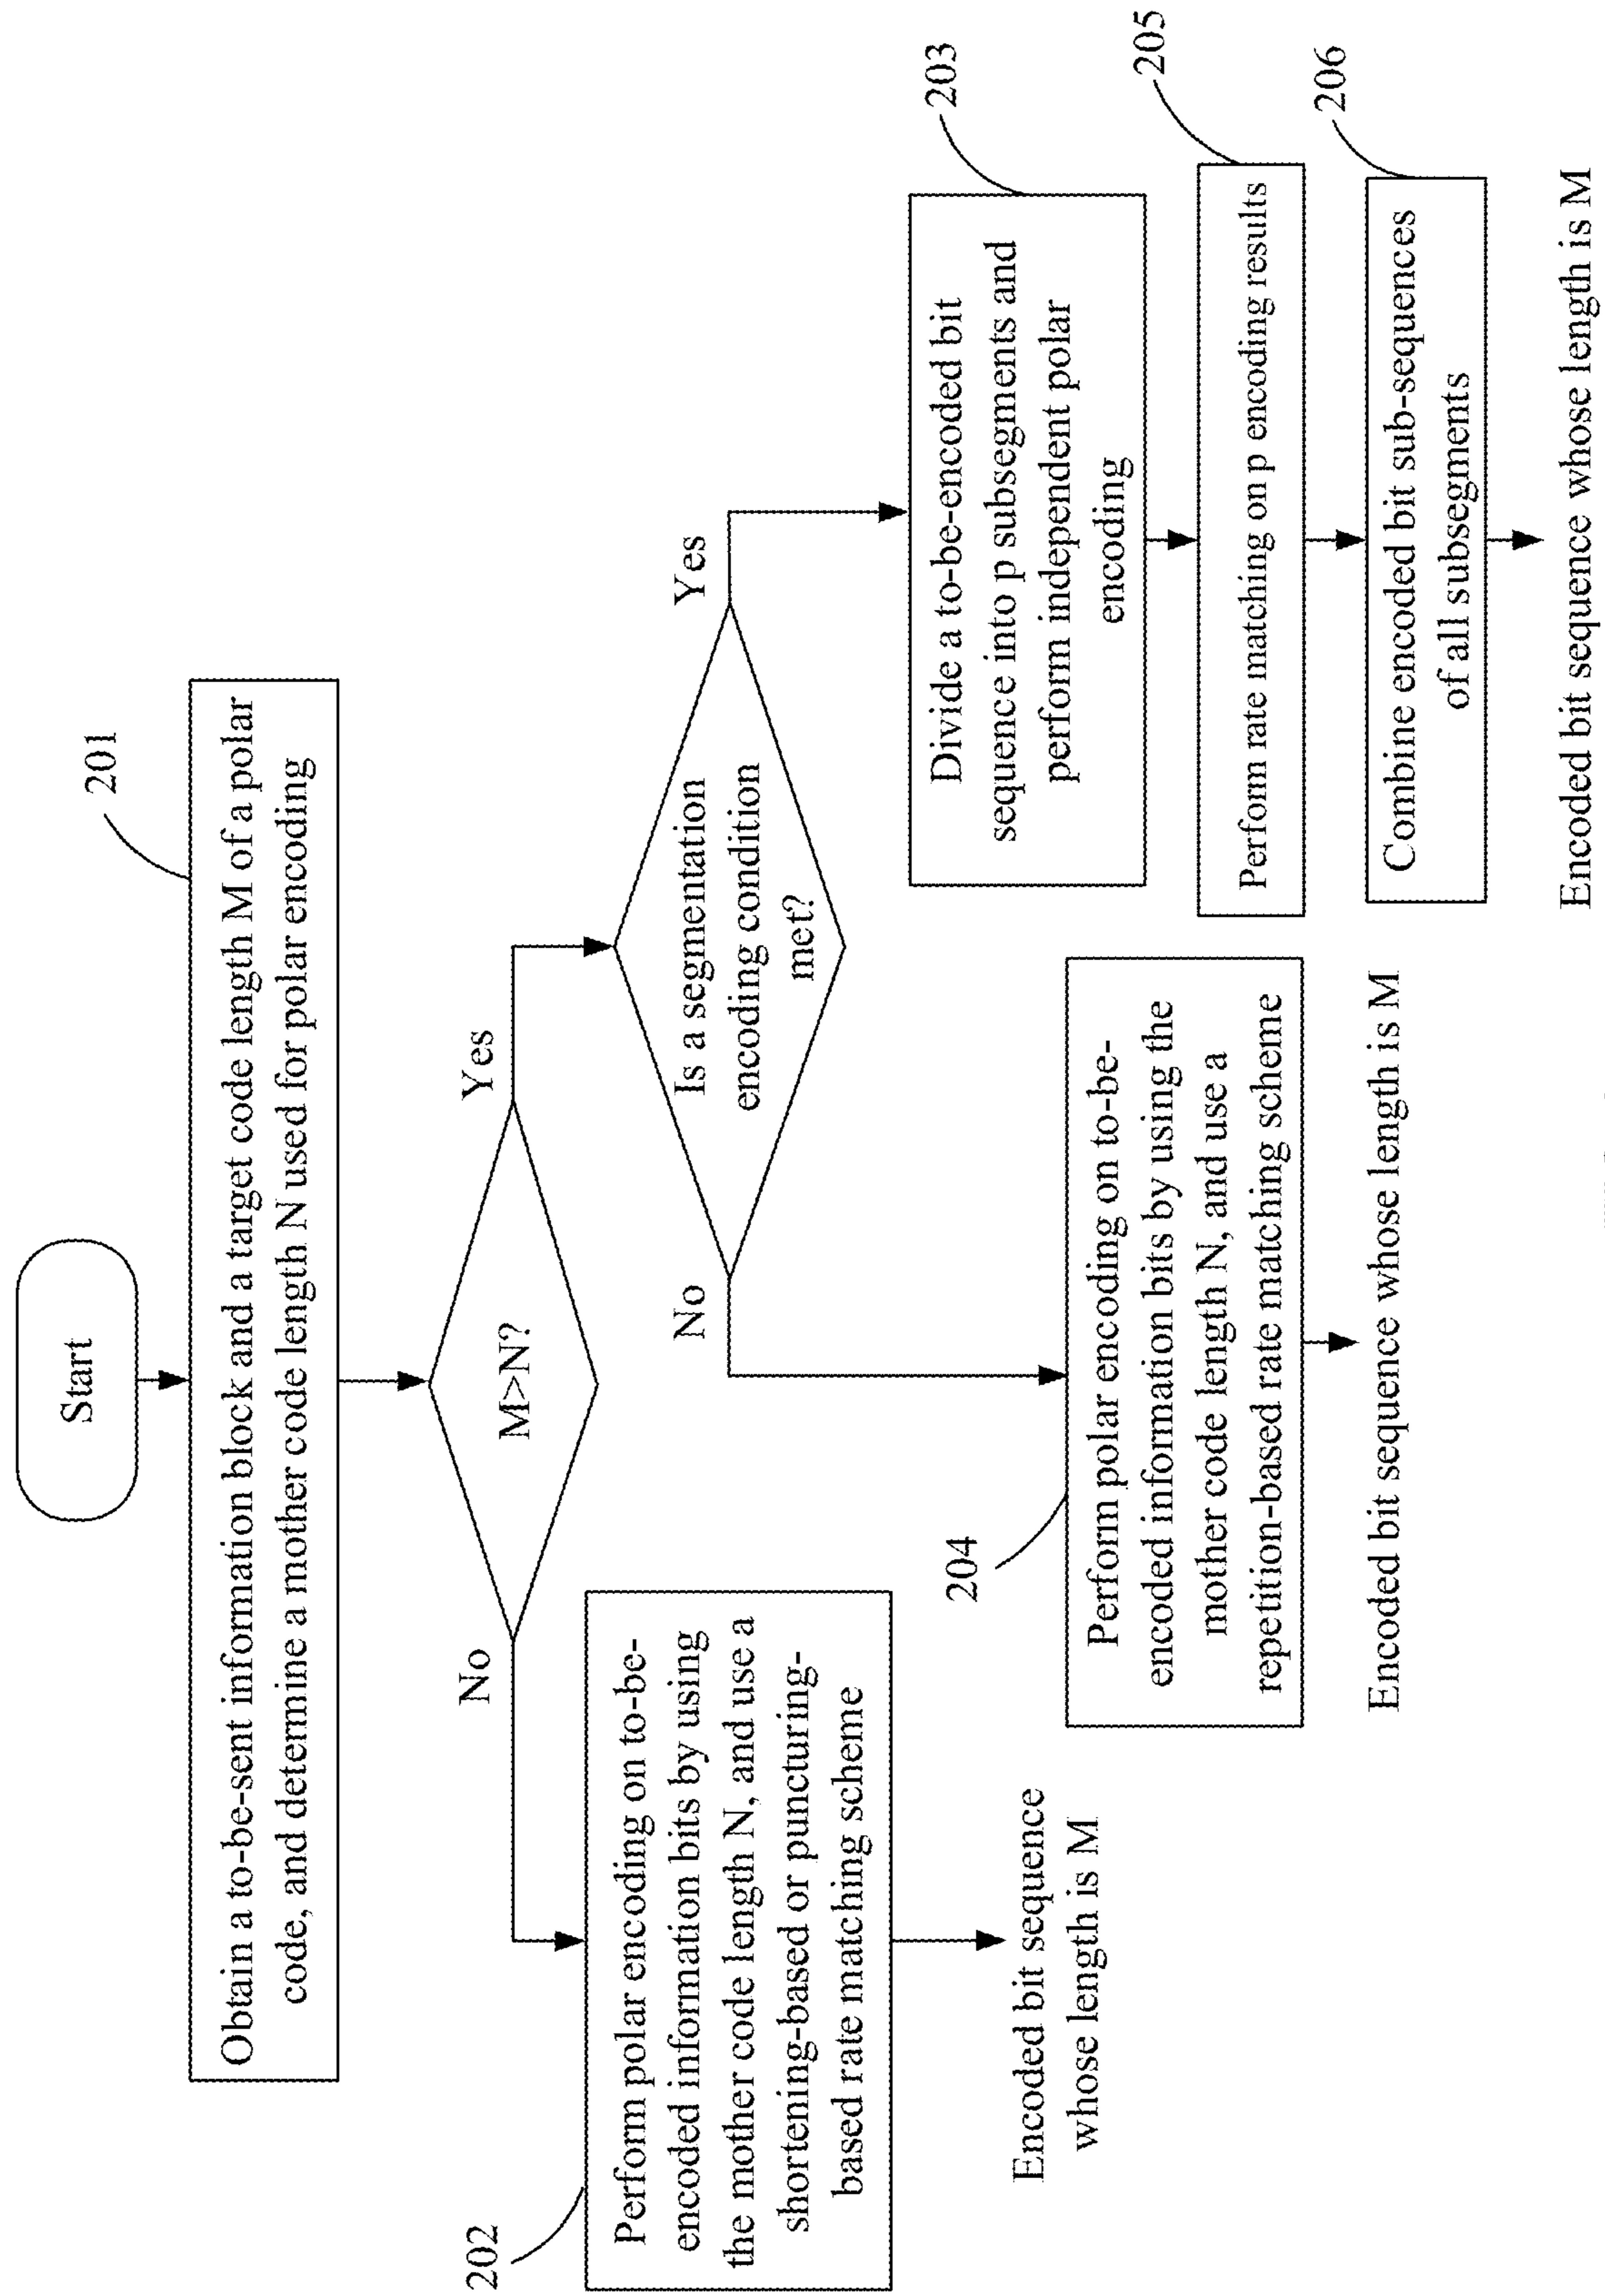 Start
201
Obtain a to-be-sent information block and a target code length M of a polar
code, and determine a mother code length N used for polar encoding
M>N?
No
Yes
202
Perform polar encoding on to-be-
encoded information bits by using
the mother code length N, and use a
shortening-based or puncturing-
based rate matching scheme
Encoded bit sequence
whose length is M
Is a segmentation
encoding condition
met?
No
Yes
204
Perform polar encoding on to-be-
encoded information bits by using the
mother code length N, and use a
repetition-based rate matching scheme
Encoded bit sequence whose length is M
203
Divide a to-be-encoded bit
sequence into p subsegments and
perform independent polar
encoding
205
Perform rate matching on p encoding results
206
Combine encoded bit sub-sequences
of all subsegments
Encoded bit sequence whose length is M